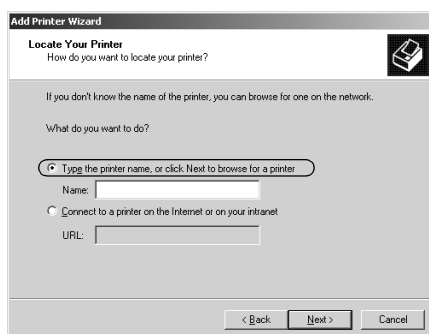 Add Printer Wizard
Locate Your Printer
How do you want to locate your printer?
If you don't know the name of the printer, you can browse for one on the network.
What do you want to do?
Type the printer name, or click Next to browse for a printer
Name:
Connect to a printer on the Internet or on your intranet
URL:
< Back
Next >
Cancel